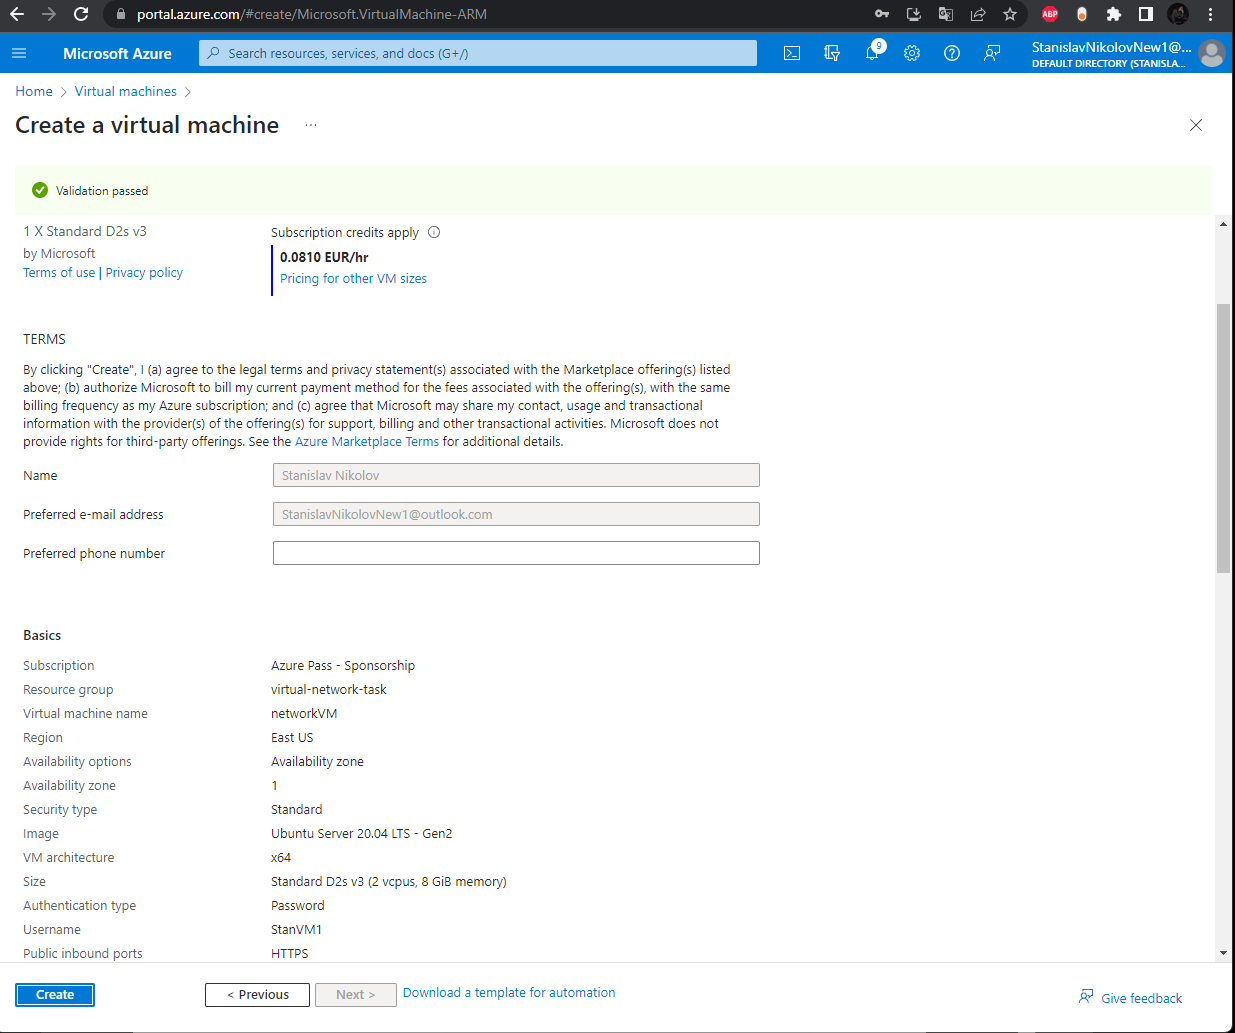 portal.azure.com/#create/Microsoft.VirtualMachine-ARM
ABP
Microsoft Azure
Search resources, services, and docs (G+/)
9
StanislavNikolovNew1@...
DEFAULT DIRECTORY (STANISLA...
Home > Virtual machines >
Create a virtual machine ...
Validation passed
1 X Standard D2s v3
by Microsoft
Terms of use | Privacy policy
Subscription credits apply
0.0810 EUR/hr
Pricing for other VM sizes
TERMS
By clicking "Create", I (a) agree to the legal terms and privacy statement(s) associated with the Marketplace offering(s) listed
above; (b) authorize Microsoft to bill my current payment method for the fees associated with the offering(s), with the same
billing frequency as my Azure subscription; and (c) agree that Microsoft may share my contact, usage and transactional
information with the provider(s) of the offering(s) for support, billing and other transactional activities. Microsoft does not
provide rights for third-party offerings. See the Azure Marketplace Terms for additional details.
Name Stanislav Nikolov
Preferred e-mail address StanislavNikolovNew1@outlook.com
Preferred phone number
Basics
Subscription Azure Pass - Sponsorship
Resource group virtual-network-task
Virtual machine name networkVM
Region East US
Availability options Availability zone
Availability zone 1
Security type Standard
Image Ubuntu Server 20.04 LTS - Gen2
VM architecture x64
Size Standard D2s v3 (2 vcpus, 8 GiB memory)
Authentication type Password
Username StanVM1
Public inbound ports HTTPS
Create < Previous Next > Download a template for automation Give feedback